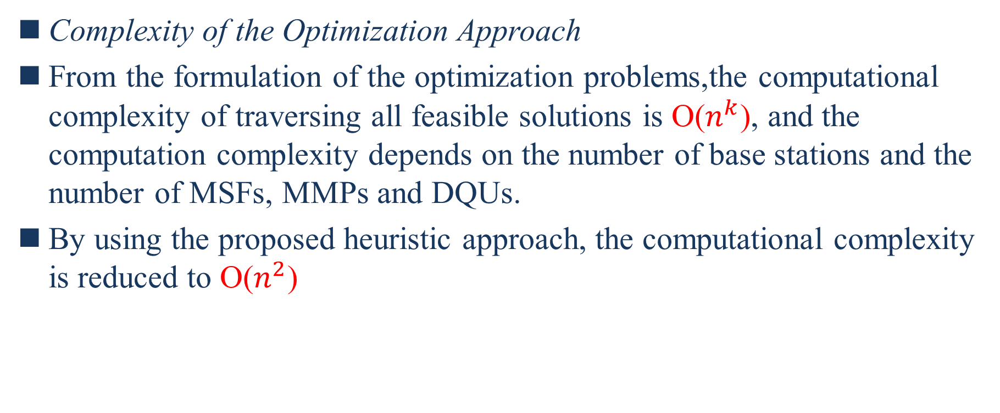 ■ Complexity of the Optimization Approach
■ From the formulation of the optimization problems,the computational
complexity of traversing all feasible solutions is O(n^k), and the
computation complexity depends on the number of base stations and the
number of MSFs, MMPs and DQUs.
■ By using the proposed heuristic approach, the computational complexity
is reduced to O(n^2)